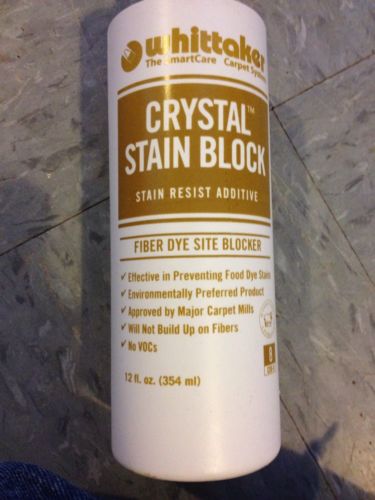 whittaker
The SmartCare Carpet System
CRYSTAL™
STAIN BLOCK
STAIN RESIST ADDITIVE
FIBER DYE SITE BLOCKER
✓ Effective in Preventing Food Dye Stains
✓ Environmentally Preferred Product
✓ Approved by Major Carpet Mills
✓ Will Not Build Up on Fibers
✓ No VOCs
8
12 fl. oz. (354 ml)